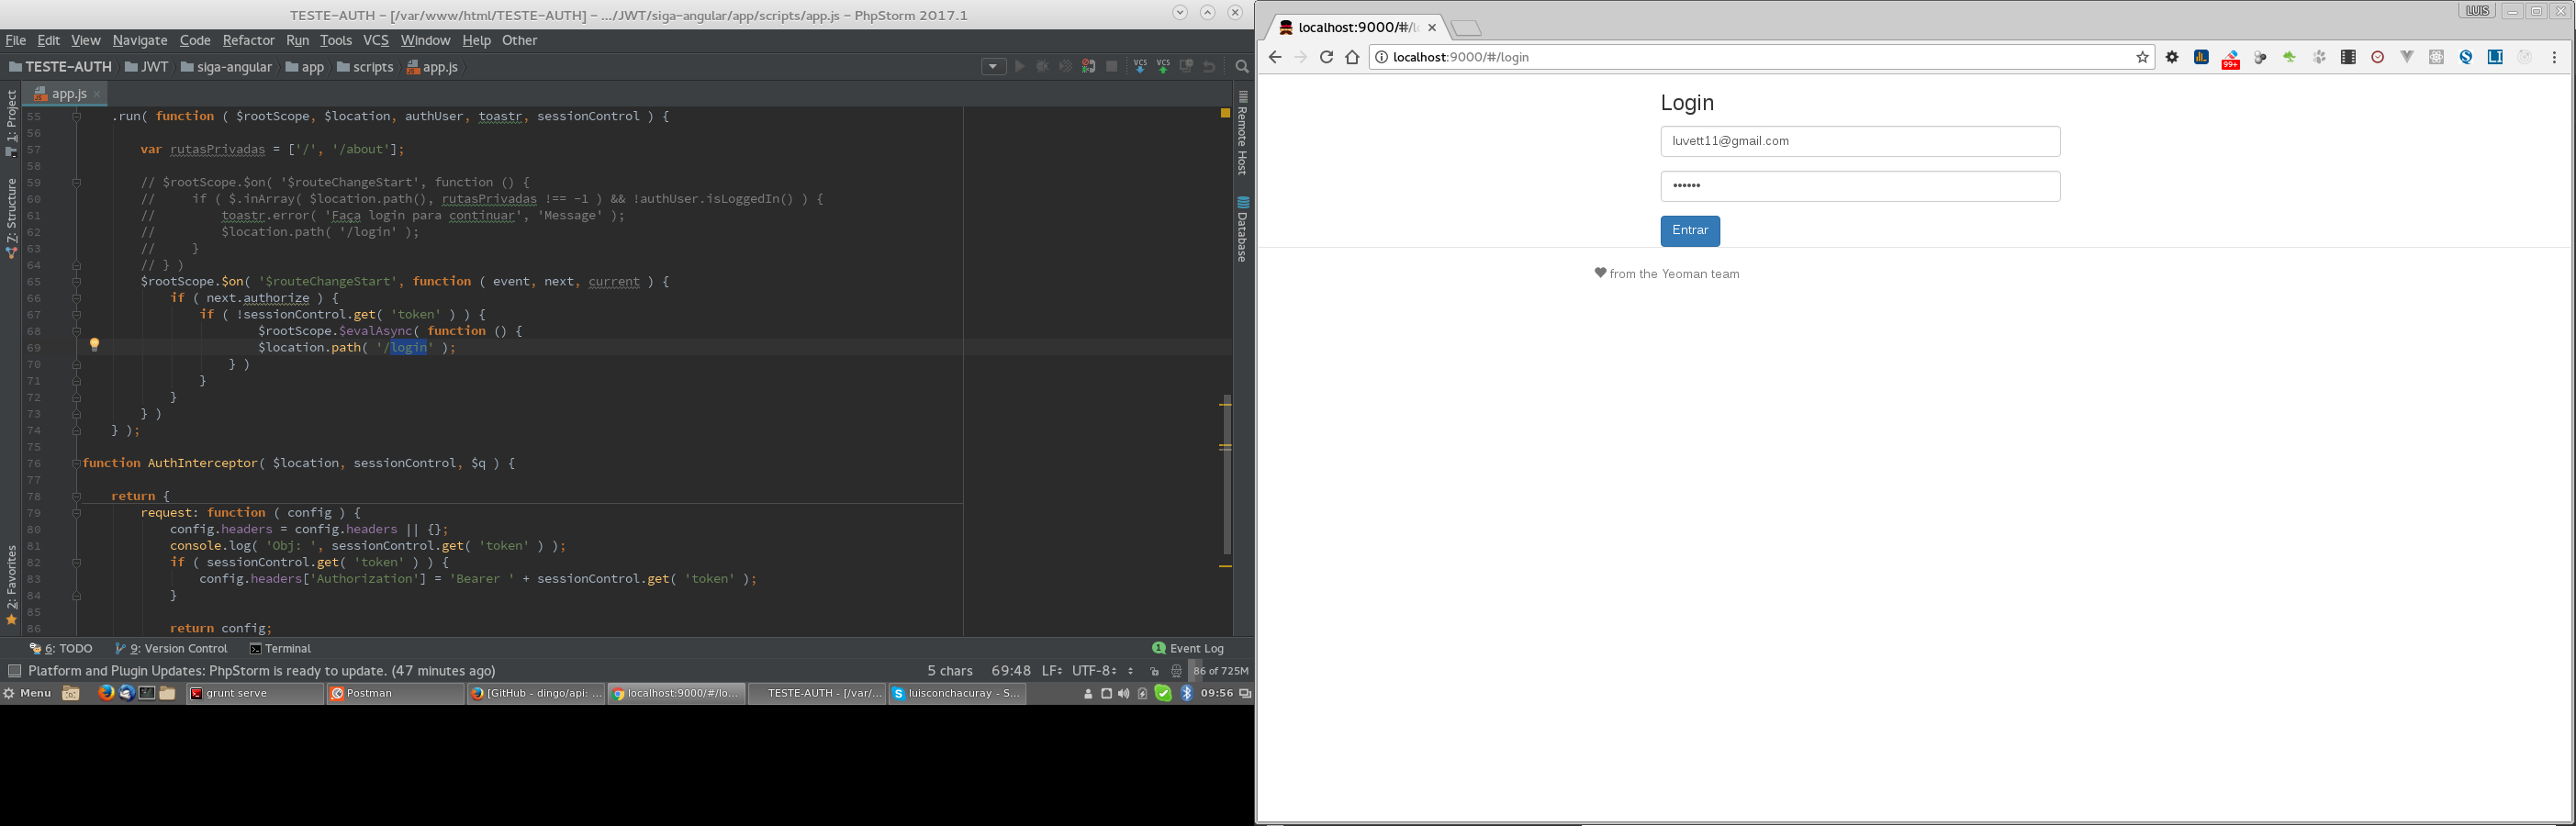 TESTE-AUTH – [/var/www/html/TESTE-AUTH] – .../JWT/siga-angular/app/scripts/app.js – PhpStorm 2017.1
File Edit View Navigate Code Refactor Run Tools VCS Window Help Other
TESTE-AUTH JWT siga-angular app scripts app.js
VCS VCS
app.js
1: Project
7: Structure
2: Favorites
Remote Host
Database
55 .run( function ( $rootScope, $location, authUser, toastr, sessionControl ) {
56
57 var rutasPrivadas = ['/', '/about'];
58
59 // $rootScope.$on( '$routeChangeStart', function () {
60 // if ( $.inArray( $location.path(), rutasPrivadas !== -1 ) && !authUser.isLoggedIn() ) {
61 // toastr.error( 'Faça login para continuar', 'Message' );
62 // $location.path( '/login' );
63 // }
64 // } )
65 $rootScope.$on( '$routeChangeStart', function ( event, next, current ) {
66 if ( next.authorize ) {
67 if ( !sessionControl.get( 'token' ) ) {
68 $rootScope.$evalAsync( function () {
69 $location.path( '/login' );
70 } )
71 }
72 }
73 } )
74 } );
75
76 function AuthInterceptor( $location, sessionControl, $q ) {
77
78 return {
79 request: function ( config ) {
80 config.headers = config.headers || {};
81 console.log( 'Obj: ', sessionControl.get( 'token' ) );
82 if ( sessionControl.get( 'token' ) ) {
83 config.headers['Authorization'] = 'Bearer ' + sessionControl.get( 'token' );
84 }
85
86 return config;
6: TODO 9: Version Control Terminal 1 Event Log
Platform and Plugin Updates: PhpStorm is ready to update. (47 minutes ago) 5 chars 69:48 LF UTF-8 86 of 725M
Menu grunt serve Postman [GitHub - dingo/api: ... localhost:9000/#/lo... TESTE-AUTH - [/var/... luisconchacuray - S... 09:56
LUIS
localhost:9000/#/l
localhost:9000/#/login
99+
Login
luvett11@gmail.com
••••••
Entrar
♥ from the Yeoman team